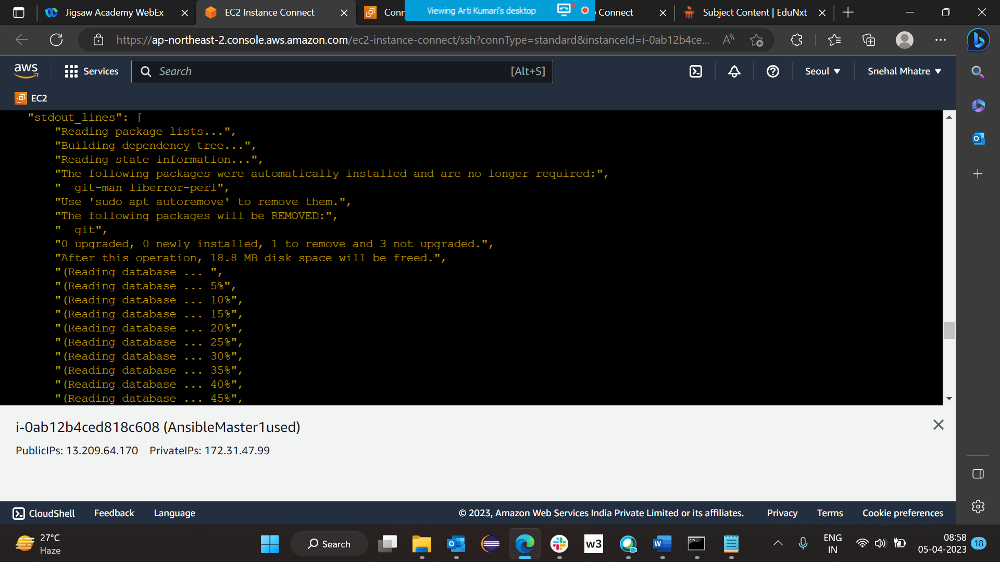 Jigsaw Academy WebEx
EC2 Instance Connect
Conn
Viewing Arti Kumari's desktop
Connect
Subject Content | EduNxt
https://ap-northeast-2.console.aws.amazon.com/ec2-instance-connect/ssh?connType=standard&instanceId=i-0ab12b4ce...
aws
Services
Search
[Alt+S]
Seoul
Snehal Mhatre
EC2
"stdout_lines": [
"Reading package lists...",
"Building dependency tree...",
"Reading state information...",
"The following packages were automatically installed and are no longer required:",
"  git-man liberror-perl",
"Use 'sudo apt autoremove' to remove them.",
"The following packages will be REMOVED:",
"  git",
"0 upgraded, 0 newly installed, 1 to remove and 3 not upgraded.",
"After this operation, 18.8 MB disk space will be freed.",
"(Reading database ... ",
"(Reading database ... 5%",
"(Reading database ... 10%",
"(Reading database ... 15%",
"(Reading database ... 20%",
"(Reading database ... 25%",
"(Reading database ... 30%",
"(Reading database ... 35%",
"(Reading database ... 40%",
"(Reading database ... 45%",
i-0ab12b4ced818c608 (AnsibleMaster1used)
PublicIPs: 13.209.64.170 PrivateIPs: 172.31.47.99
CloudShell
Feedback
Language
© 2023, Amazon Web Services India Private Limited or its affiliates.
Privacy
Terms
Cookie preferences
27°C
Haze
Search
w3
ENG
IN
08:58
05-04-2023
18